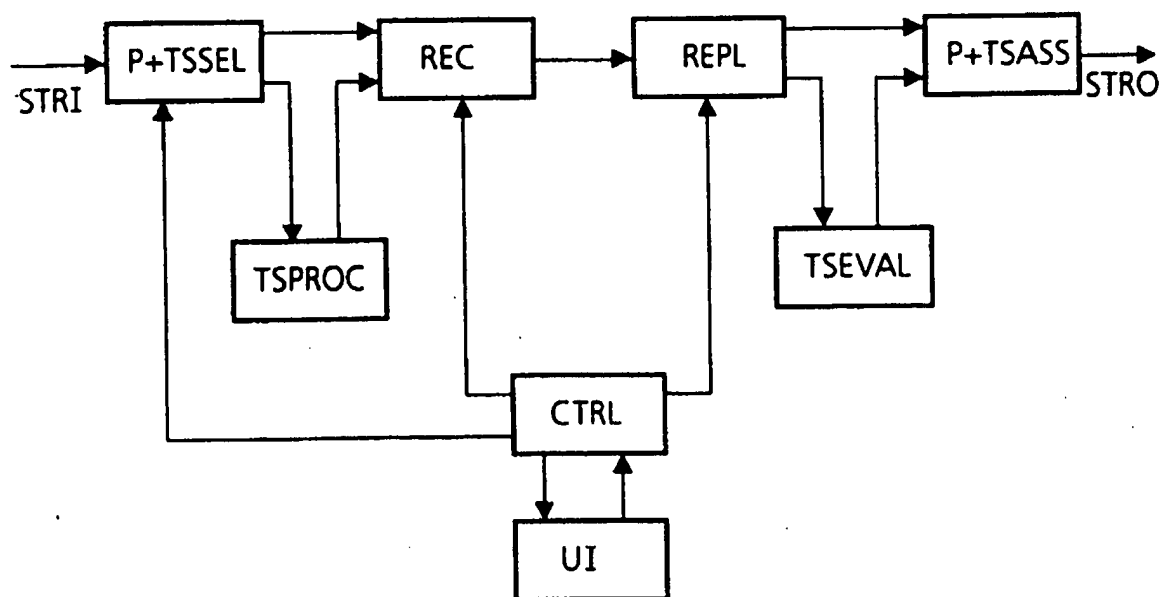 P+TSSEL
REC
REPL
P+TSASS
STRI
STRO
TSPROC
TSEVAL
CTRL
UI